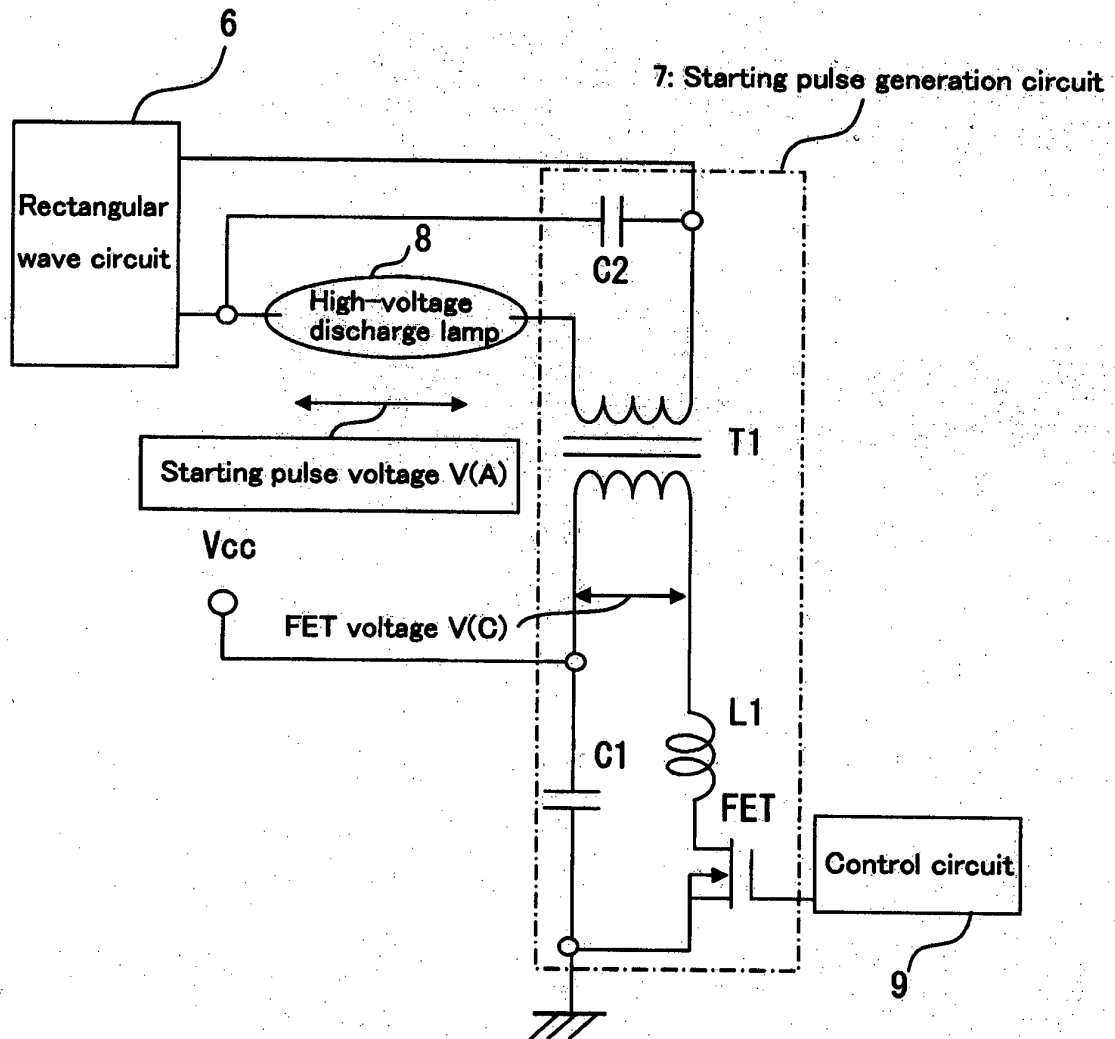 6
7: Starting pulse generation circuit
Rectangular
wave circuit
8
C2
High-voltage
discharge lamp
T1
Starting pulse voltage V(A)
Vcc
FET voltage V(C)
L1
C1
FET
Control circuit
9